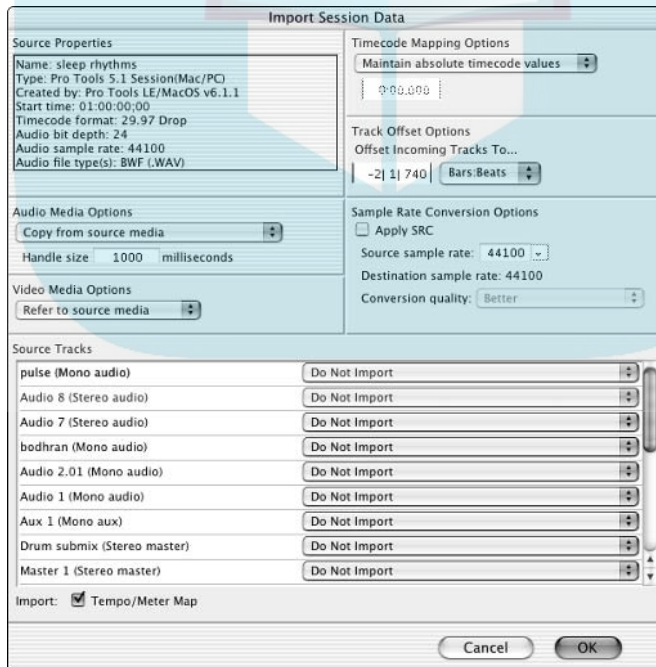 Import Session Data
Source Properties
Name: sleep rhythms
Type: Pro Tools 5.1 Session(Mac/PC)
Created by: Pro Tools LE/MacOS v6.1.1
Start time: 01:00:00;00
Timecode format: 29.97 Drop
Audio bit depth: 24
Audio sample rate: 44100
Audio file type(s): BWF (.WAV)
Timecode Mapping Options
Maintain absolute timecode values
0:00.000
Track Offset Options
Offset Incoming Tracks To...
-2| 1| 740 Bars:Beats
Audio Media Options
Copy from source media
Handle size 1000 milliseconds
Video Media Options
Refer to source media
Sample Rate Conversion Options
Apply SRC
Source sample rate: 44100
Destination sample rate: 44100
Conversion quality: Better
Source Tracks
pulse (Mono audio) Do Not Import
Audio 8 (Stereo audio) Do Not Import
Audio 7 (Stereo audio) Do Not Import
bodhran (Mono audio) Do Not Import
Audio 2.01 (Mono audio) Do Not Import
Audio 1 (Mono audio) Do Not Import
Aux 1 (Mono aux) Do Not Import
Drum submix (Stereo master) Do Not Import
Master 1 (Stereo master) Do Not Import
Import: Tempo/Meter Map
Cancel OK